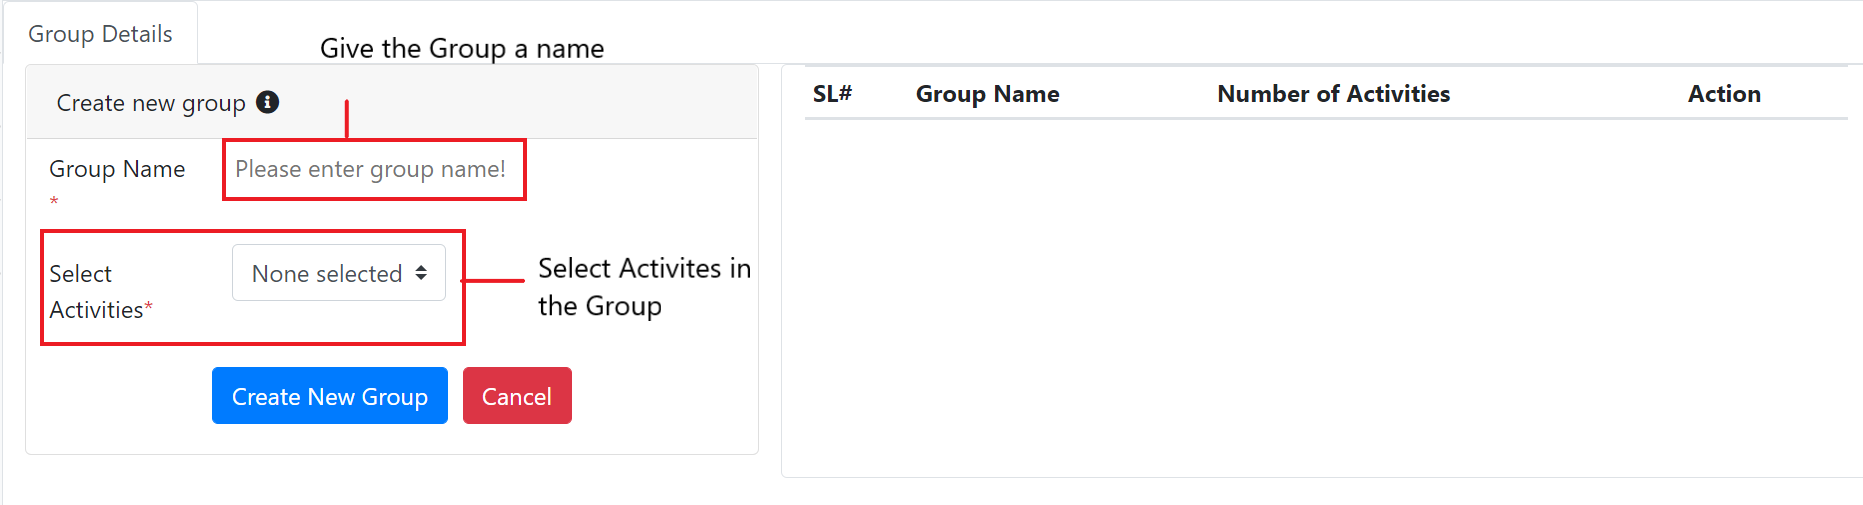 Group Details
Give the Group a name
Create new group
Group Name
*
Please enter group name!
Select
Activities*
None selected
Select Activites in
the Group
Create New Group
Cancel
SL#
Group Name
Number of Activities
Action